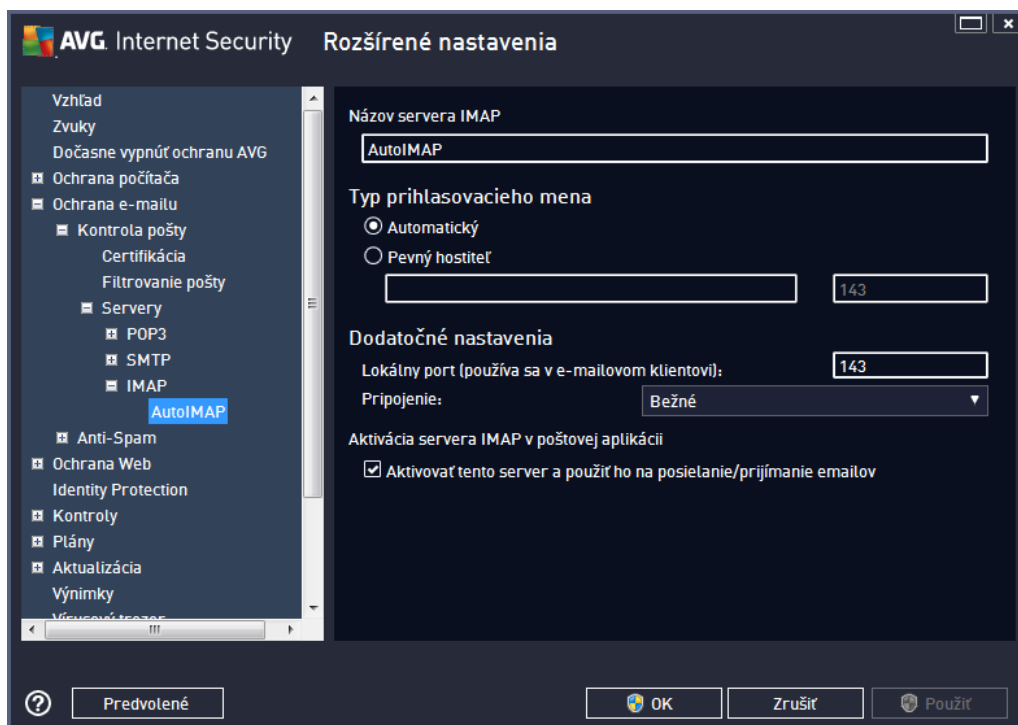 AVG. Internet Security Rozšírené nastavenia
Vzhľad
Zvuky
Dočasne vypnúť ochranu AVG
Ochrana počítača
Ochrana e-mailu
Kontrola pošty
Certifikácia
Filtrovanie pošty
Servery
POP3
SMTP
IMAP
AutoIMAP
Anti-Spam
Ochrana Web
Identity Protection
Kontroly
Plány
Aktualizácia
Výnimky
Názov servera IMAP
AutoIMAP
Typ prihlasovacieho mena
Automatický
Pevný hostiteľ
143
Dodatočné nastavenia
Lokálny port (používa sa v e-mailovom klientovi): 143
Pripojenie: Bežné
Aktivácia servera IMAP v poštovej aplikácii
Aktivovať tento server a použiť ho na posielanie/prijímanie emailov
Predvolené
OK
Zrušiť
Použiť